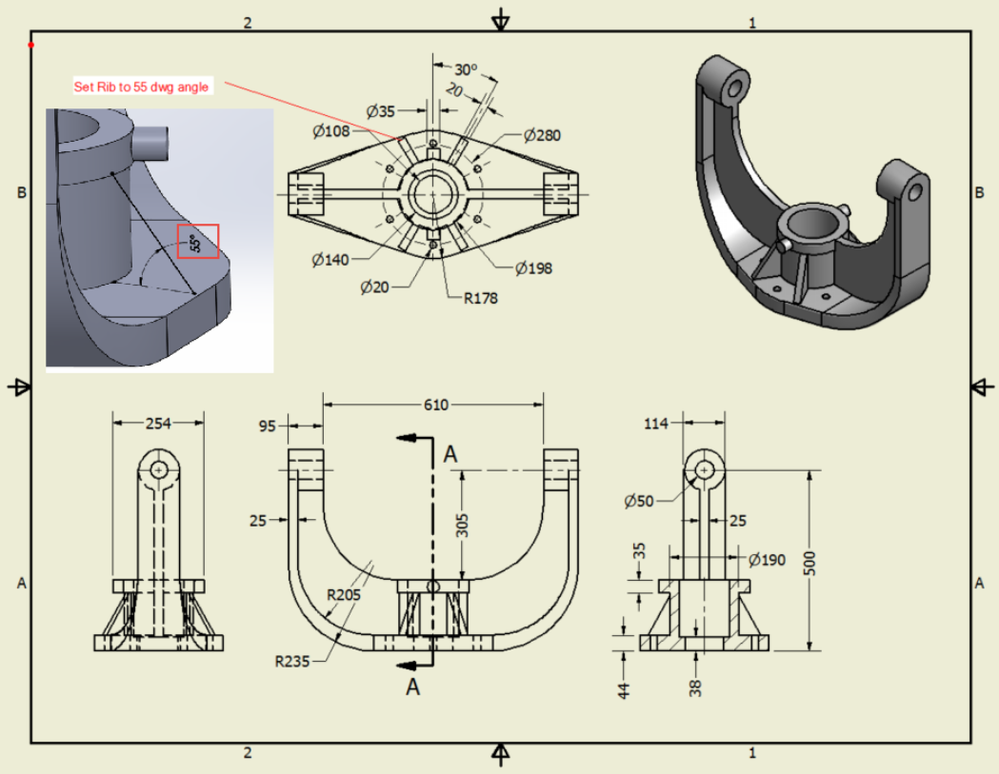 2
1
Set Rib to 55 dwg angle
30°
20
Ø35
Ø108
Ø280
55°
B
B
Ø140
Ø20
Ø198
R178
610
254
95
114
A
Ø50
25
305
25
35
Ø190
500
A
A
R205
R235
A
44
38
2
1